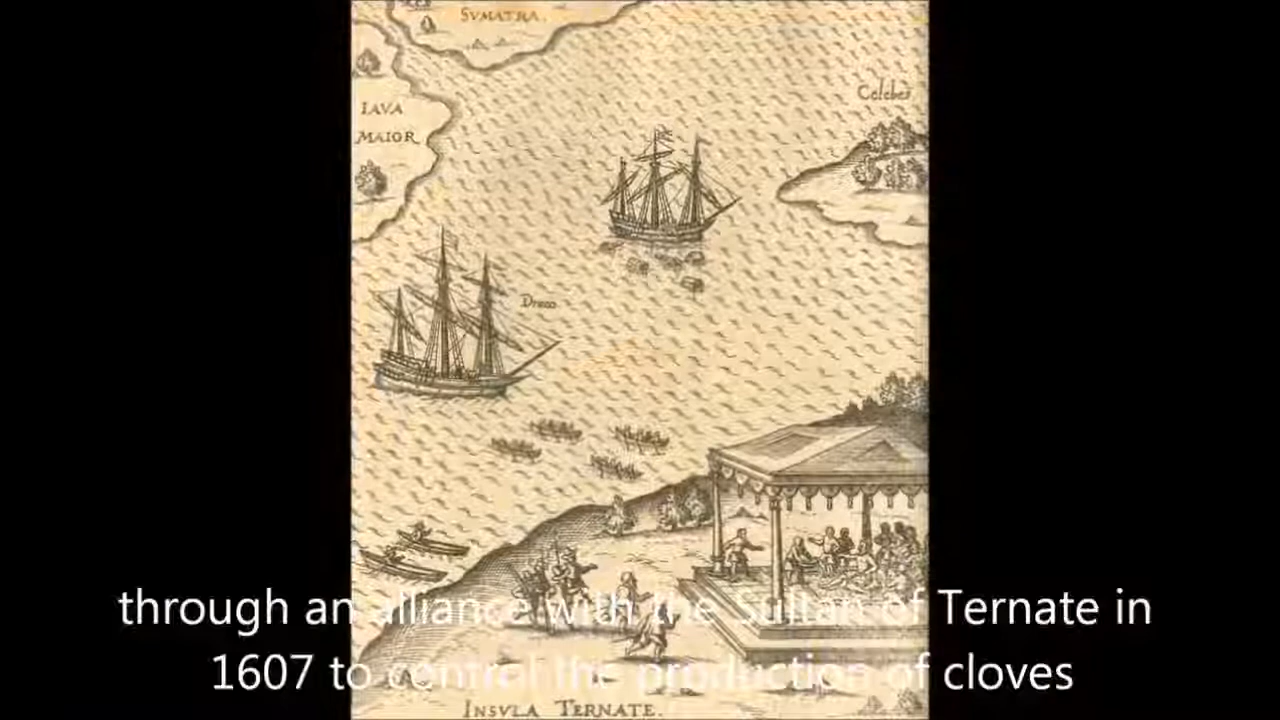 SVMATRA.
Celebes
IAVA
MAIOR
Draco
through an alliance with the Sultan of Ternate in
1607 to control the production of cloves
INSVLA TERNATE.